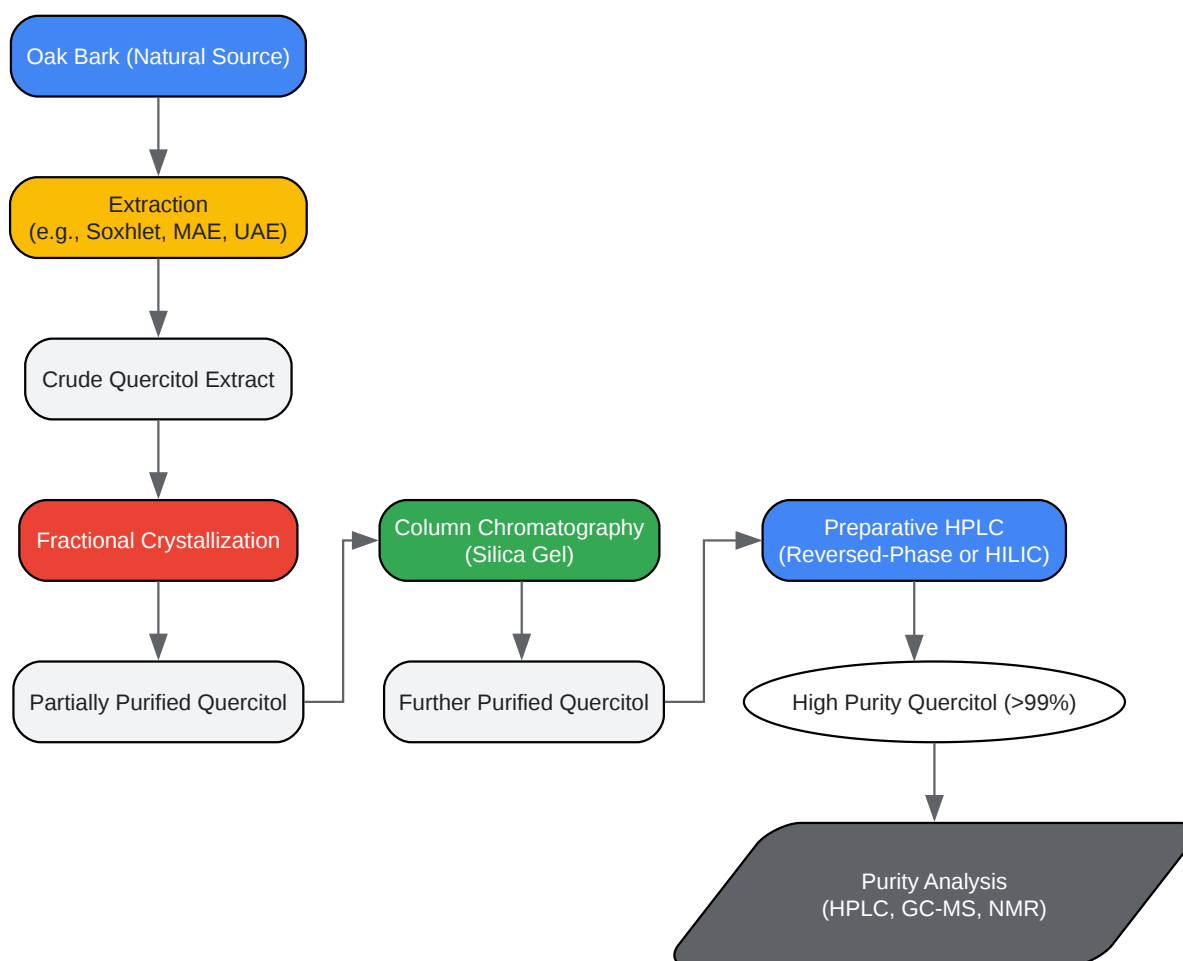 Oak Bark (Natural Source)
Extraction
(e.g., Soxhlet, MAE, UAE)
Crude Quercitol Extract
Fractional Crystallization
Partially Purified Quercitol
Column Chromatography
(Silica Gel)
Further Purified Quercitol
Preparative HPLC
(Reversed-Phase or HILIC)
High Purity Quercitol (>99%)
Purity Analysis
(HPLC, GC-MS, NMR)